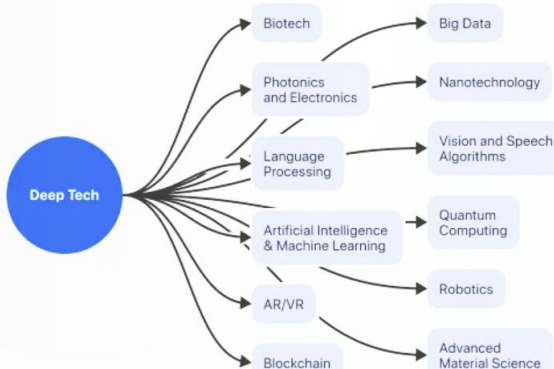 Deep Tech
Biotech
Photonics
and Electronics
Language
Processing
Artificial Intelligence
& Machine Learning
AR/VR
Blockchain
Big Data
Nanotechnology
Vision and Speech
Algorithms
Quantum
Computing
Robotics
Advanced
Material Science